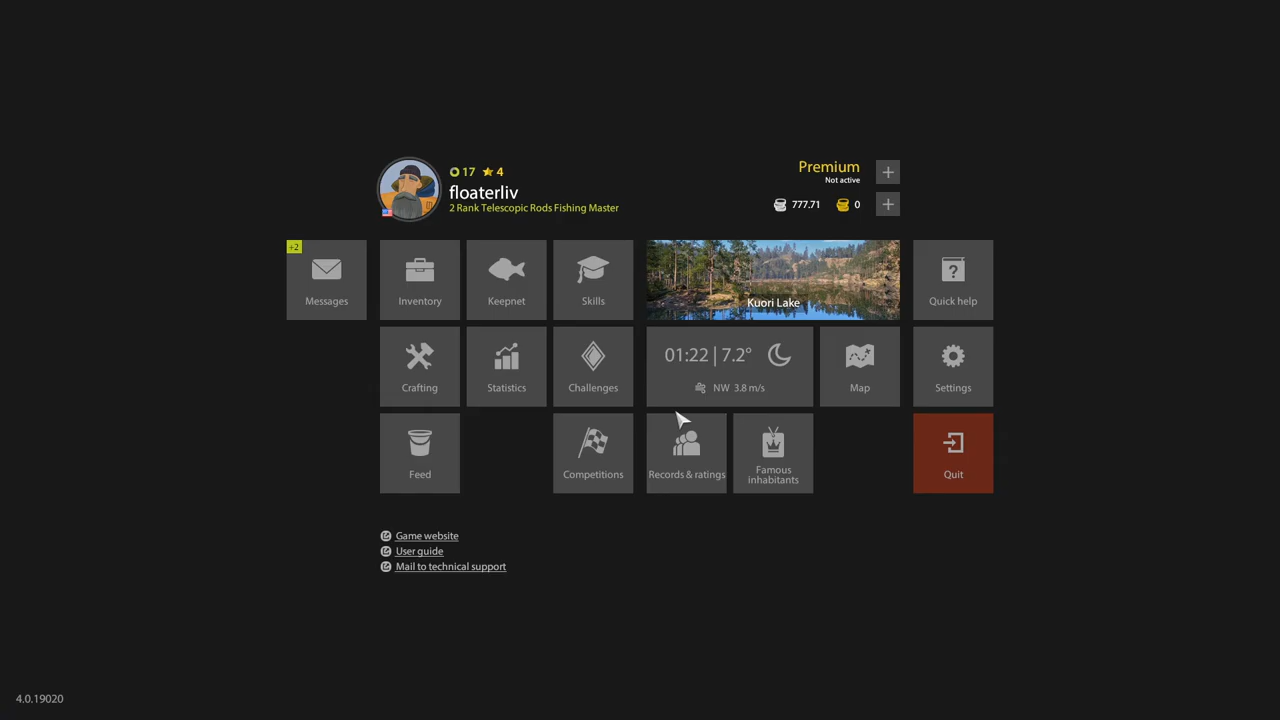 17 4
floaterliv
2 Rank Telescopic Rods Fishing Master
Premium
Not active
777.71 0
+2
Messages
Inventory
Keepnet
Skills
Kuori Lake
Quick help
Crafting
Statistics
Challenges
01:22 | 7.2°
NW 3.8 m/s
Map
Settings
Feed
Competitions
Records & ratings
Famous
inhabitants
Quit
Game website
User guide
Mail to technical support
4.0.19020